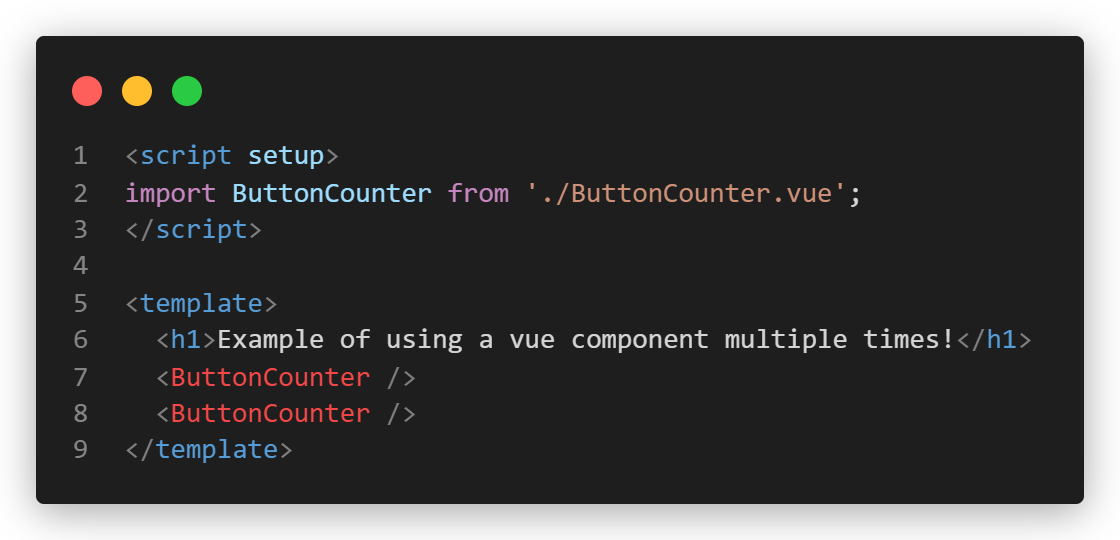 1 <script setup>
2 import ButtonCounter from './ButtonCounter.vue';
3 </script>
4
5 <template>
6   <h1>Example of using a vue component multiple times!</h1>
7   <ButtonCounter />
8   <ButtonCounter />
9 </template>